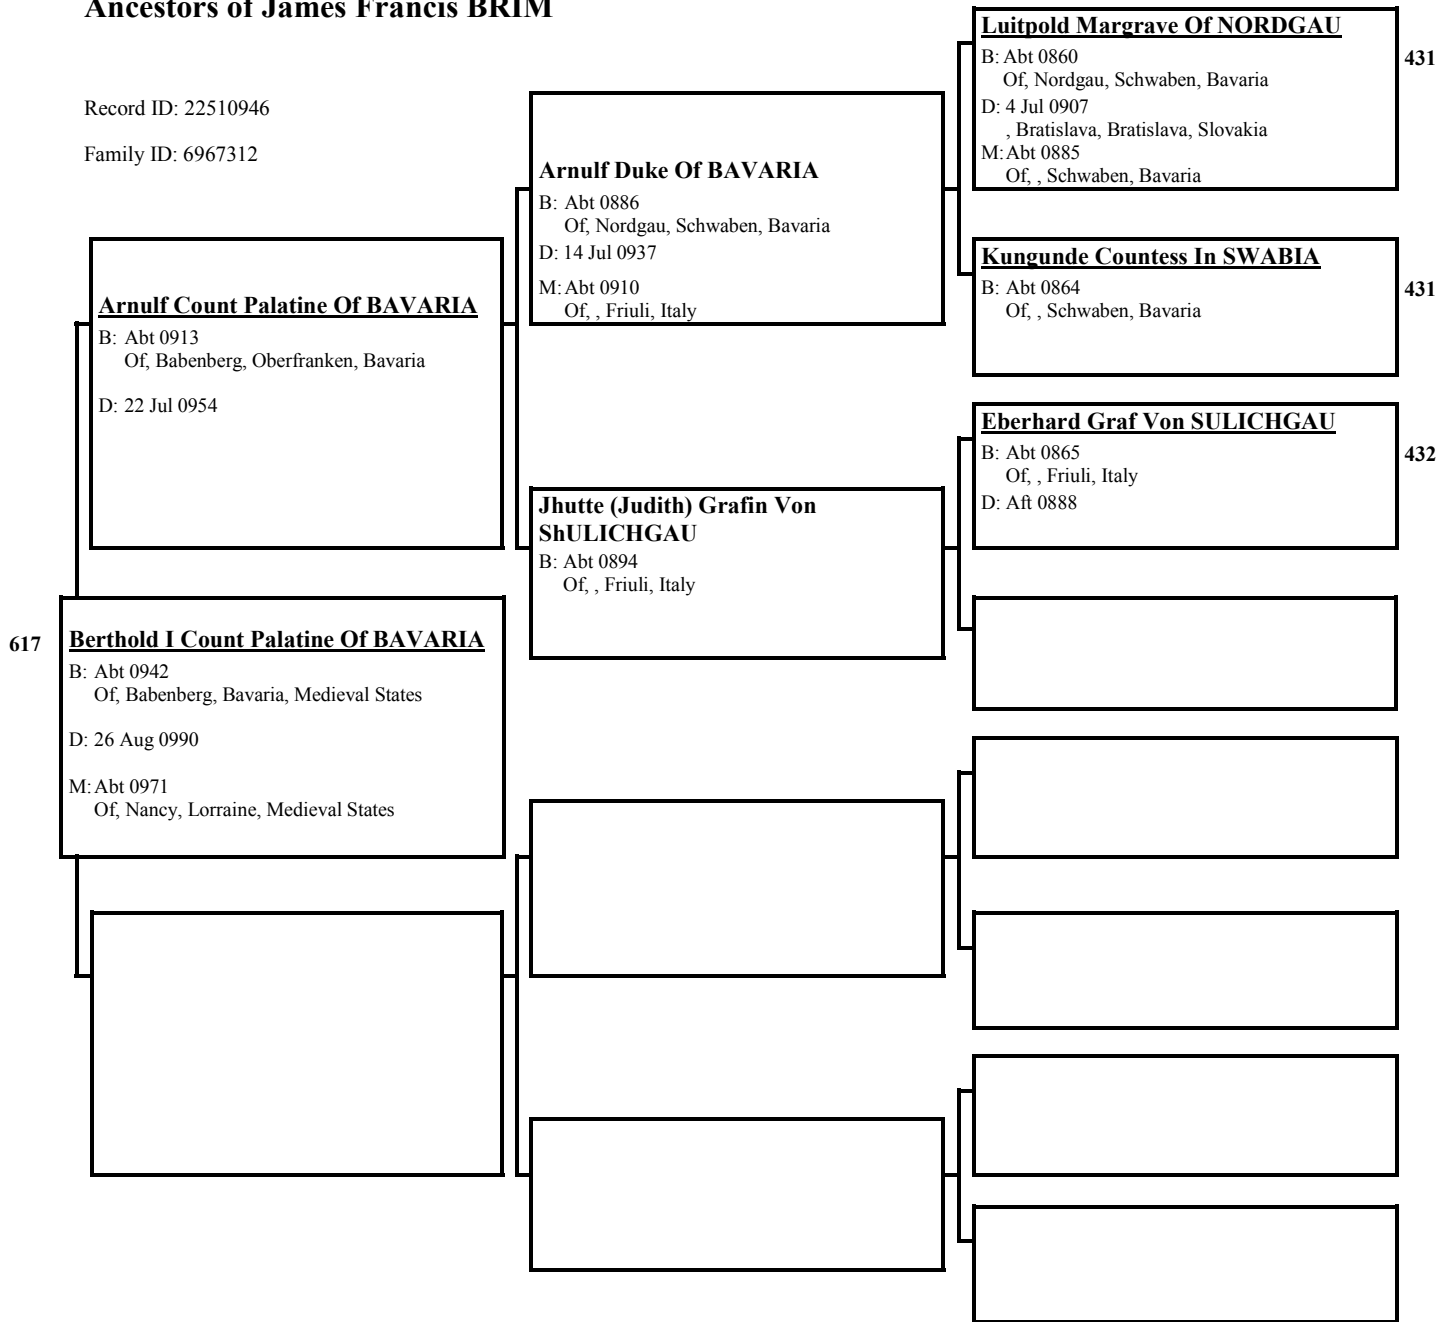 Ancestors of James Francis BRIM
Record ID: 22510946
Family ID: 6967312
Luitpold Margrave Of NORDGAU
B: Abt 0860
Of, Nordgau, Schwaben, Bavaria
D: 4 Jul 0907
, Bratislava, Bratislava, Slovakia
M: Abt 0885
Of, , Schwaben, Bavaria
431
Arnulf Duke Of BAVARIA
B: Abt 0886
Of, Nordgau, Schwaben, Bavaria
D: 14 Jul 0937
M: Abt 0910
Of, , Friuli, Italy
Kungunde Countess In SWABIA
B: Abt 0864
Of, , Schwaben, Bavaria
431
Arnulf Count Palatine Of BAVARIA
B: Abt 0913
Of, Babenberg, Oberfranken, Bavaria
D: 22 Jul 0954
Eberhard Graf Von SULICHGAU
B: Abt 0865
Of, , Friuli, Italy
D: Aft 0888
432
Jhutte (Judith) Grafin Von
ShULICHGAU
B: Abt 0894
Of, , Friuli, Italy
617
Berthold I Count Palatine Of BAVARIA
B: Abt 0942
Of, Babenberg, Bavaria, Medieval States
D: 26 Aug 0990
M: Abt 0971
Of, Nancy, Lorraine, Medieval States